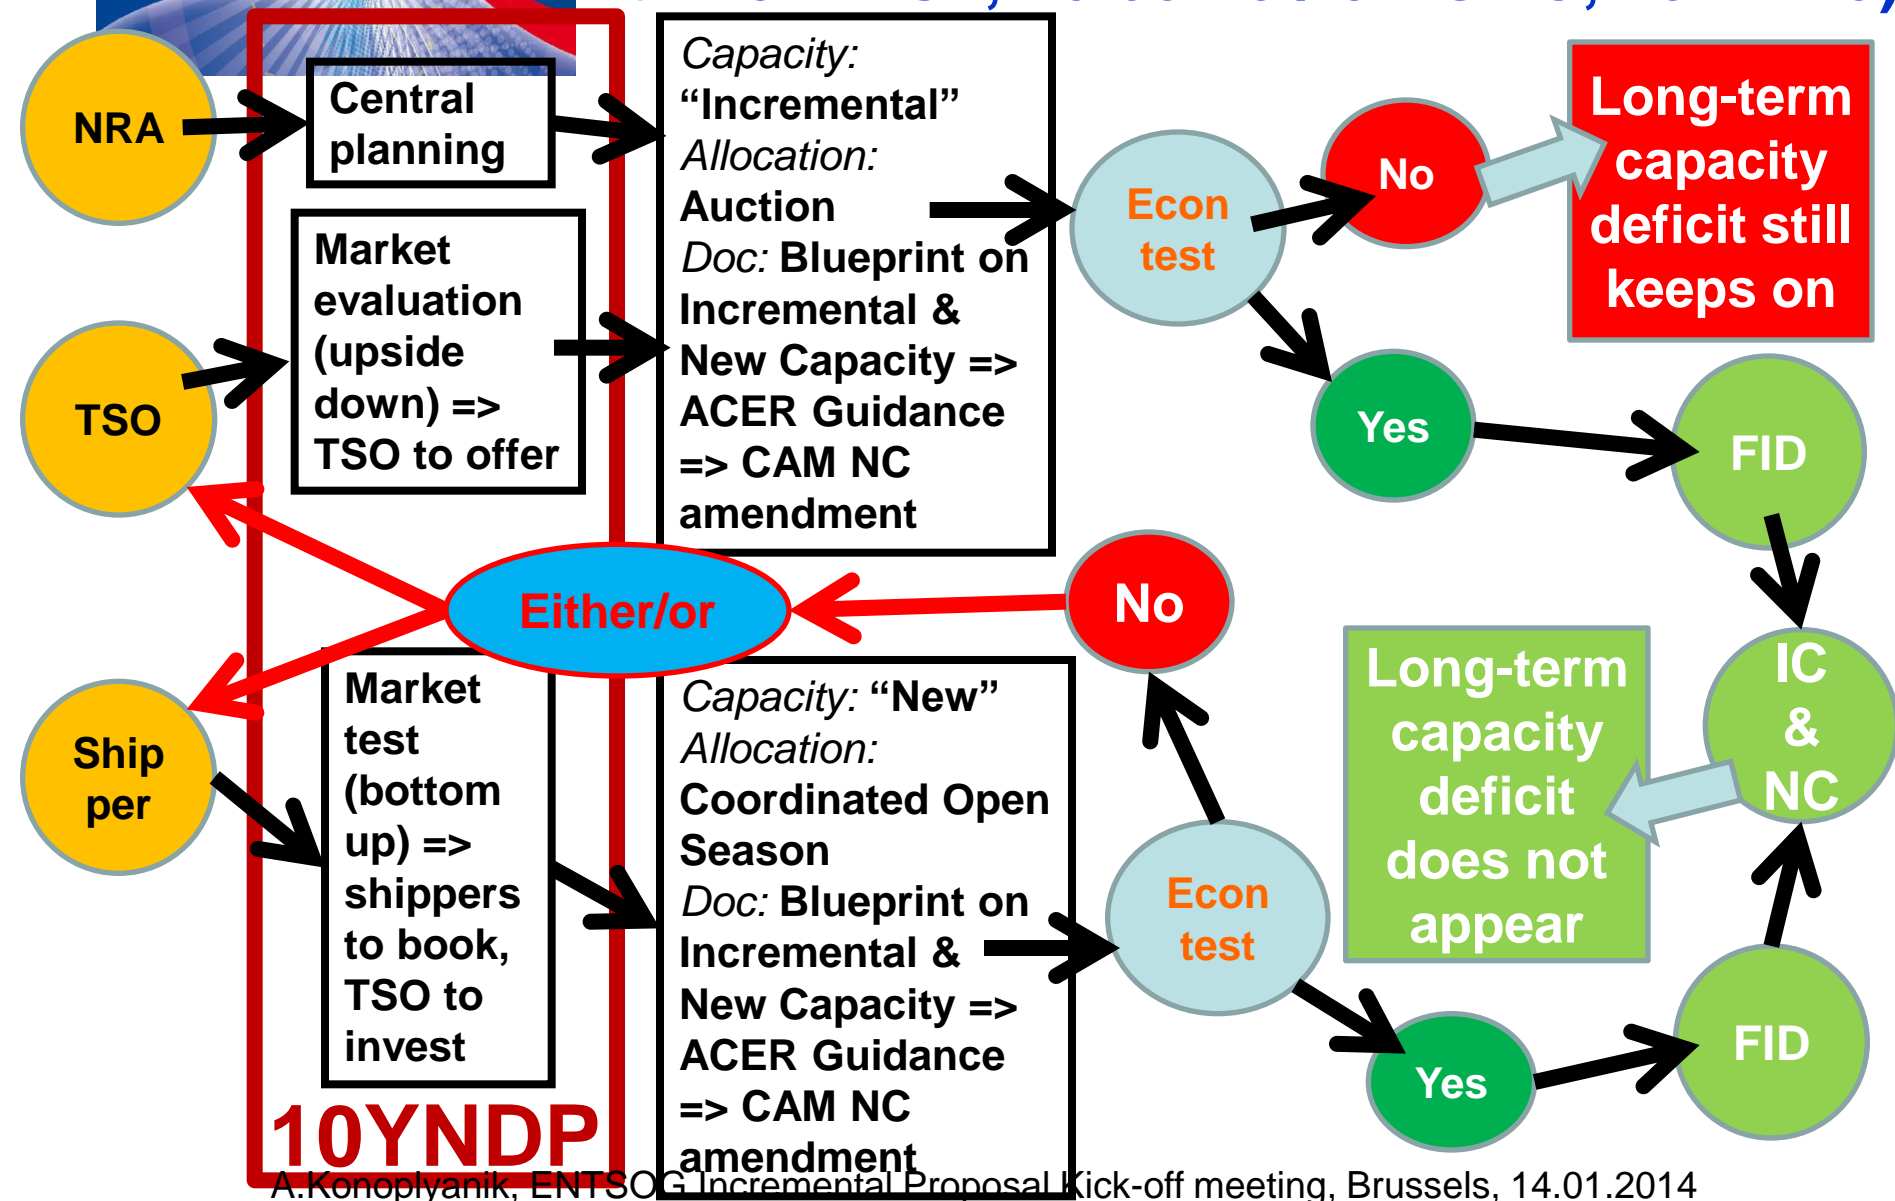 NRA
Central
planning
Capacity:
“Incremental”
Allocation:
Auction
Doc: Blueprint on
Incremental &
New Capacity =>
ACER Guidance
=> CAM NC
amendment
Econ
test
No
Long-term
capacity
deficit still
keeps on
Market
evaluation
(upside
down) =>
TSO to offer
TSO
Yes
FID
Either/or
No
Ship
per
Market
test
(bottom
up) =>
shippers
to book,
TSO to
invest
Capacity: “New”
Allocation:
Coordinated Open
Season
Doc: Blueprint on
Incremental &
New Capacity =>
ACER Guidance
=> CAM NC
amendment
Econ
test
Long-term
capacity
deficit
does not
appear
IC
&
NC
Yes
FID
10YNDP
A.Konoplyanik, ENTSOG Incremental Proposal Kick-off meeting, Brussels, 14.01.2014